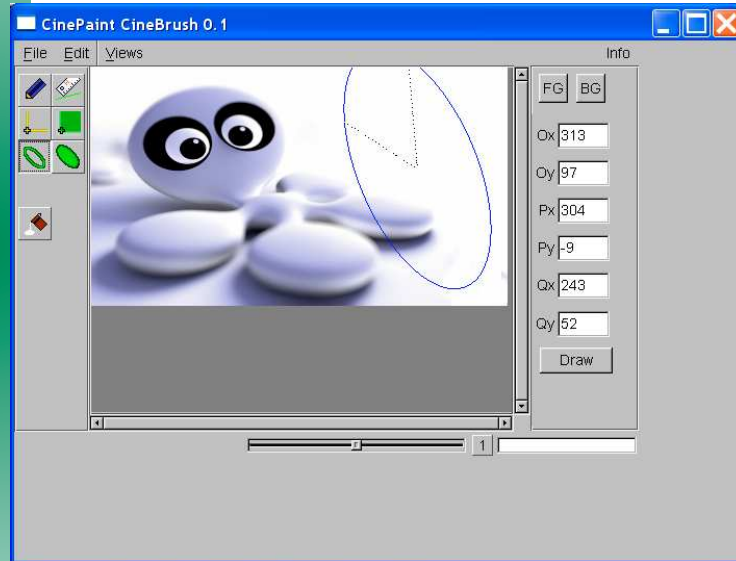 CinePaint CineBrush 0.1
File Edit Views Info
FG BG
Ox 313
Oy 97
Px 304
Py -9
Qx 243
Qy 52
Draw
1